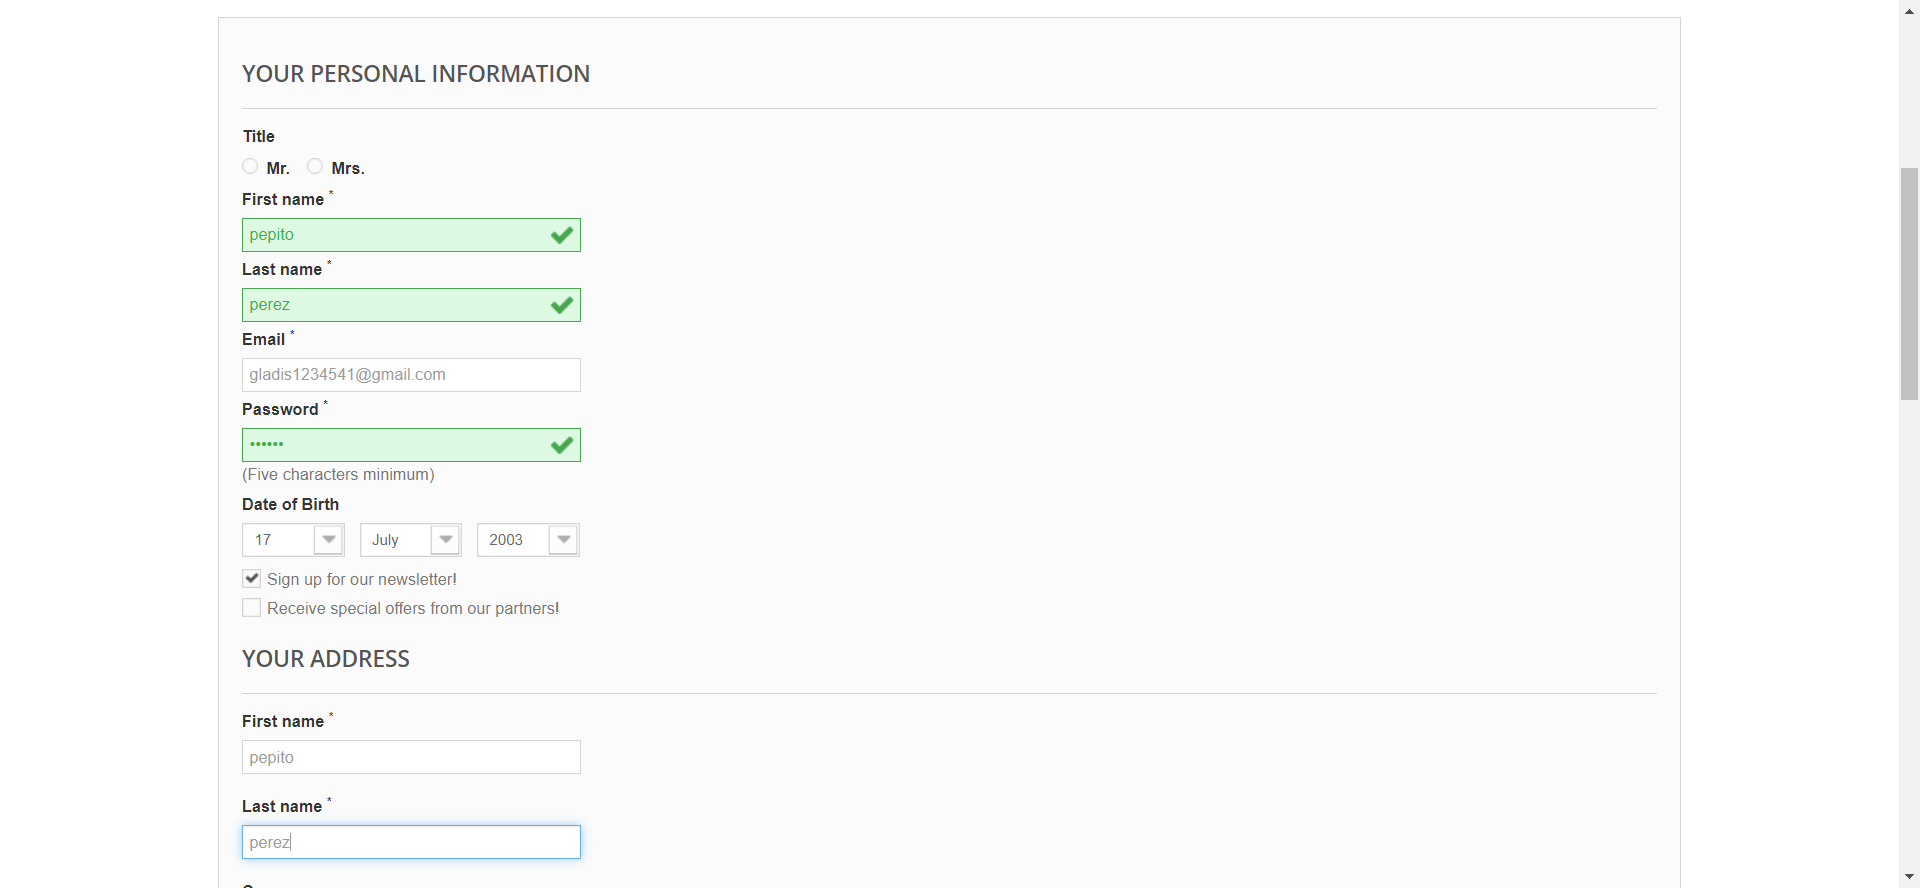 YOUR PERSONAL INFORMATION
Title
Mr. Mrs.
First name *
pepito
Last name *
perez
Email *
gladis1234541@gmail.com
Password *
••••••
(Five characters minimum)
Date of Birth
17 July 2003
Sign up for our newsletter!
Receive special offers from our partners!
YOUR ADDRESS
First name *
pepito
Last name *
perez